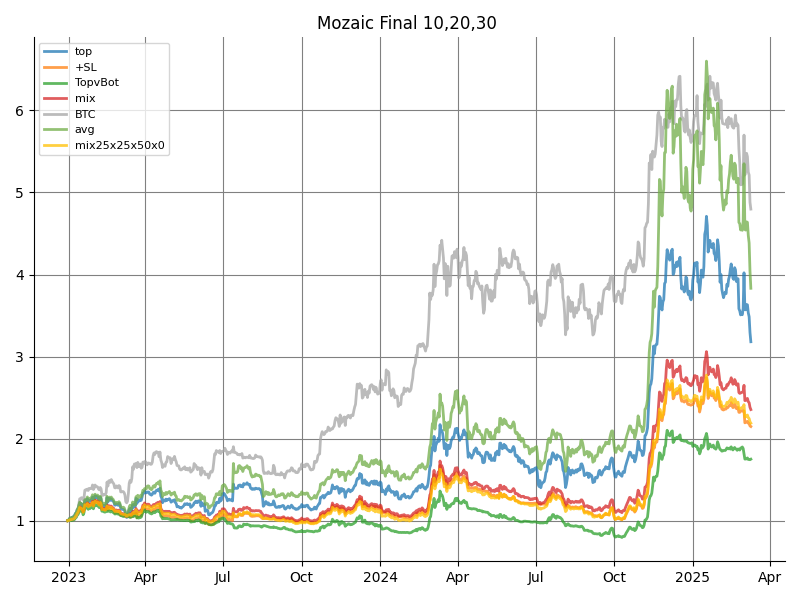 Mozaic Final 10,20,30
top
+SL
TopvBot
mix
BTC
avg
mix25x25x50x0
6
5
4
3
2
1
2023 Apr Jul Oct 2024 Apr Jul Oct 2025 Apr